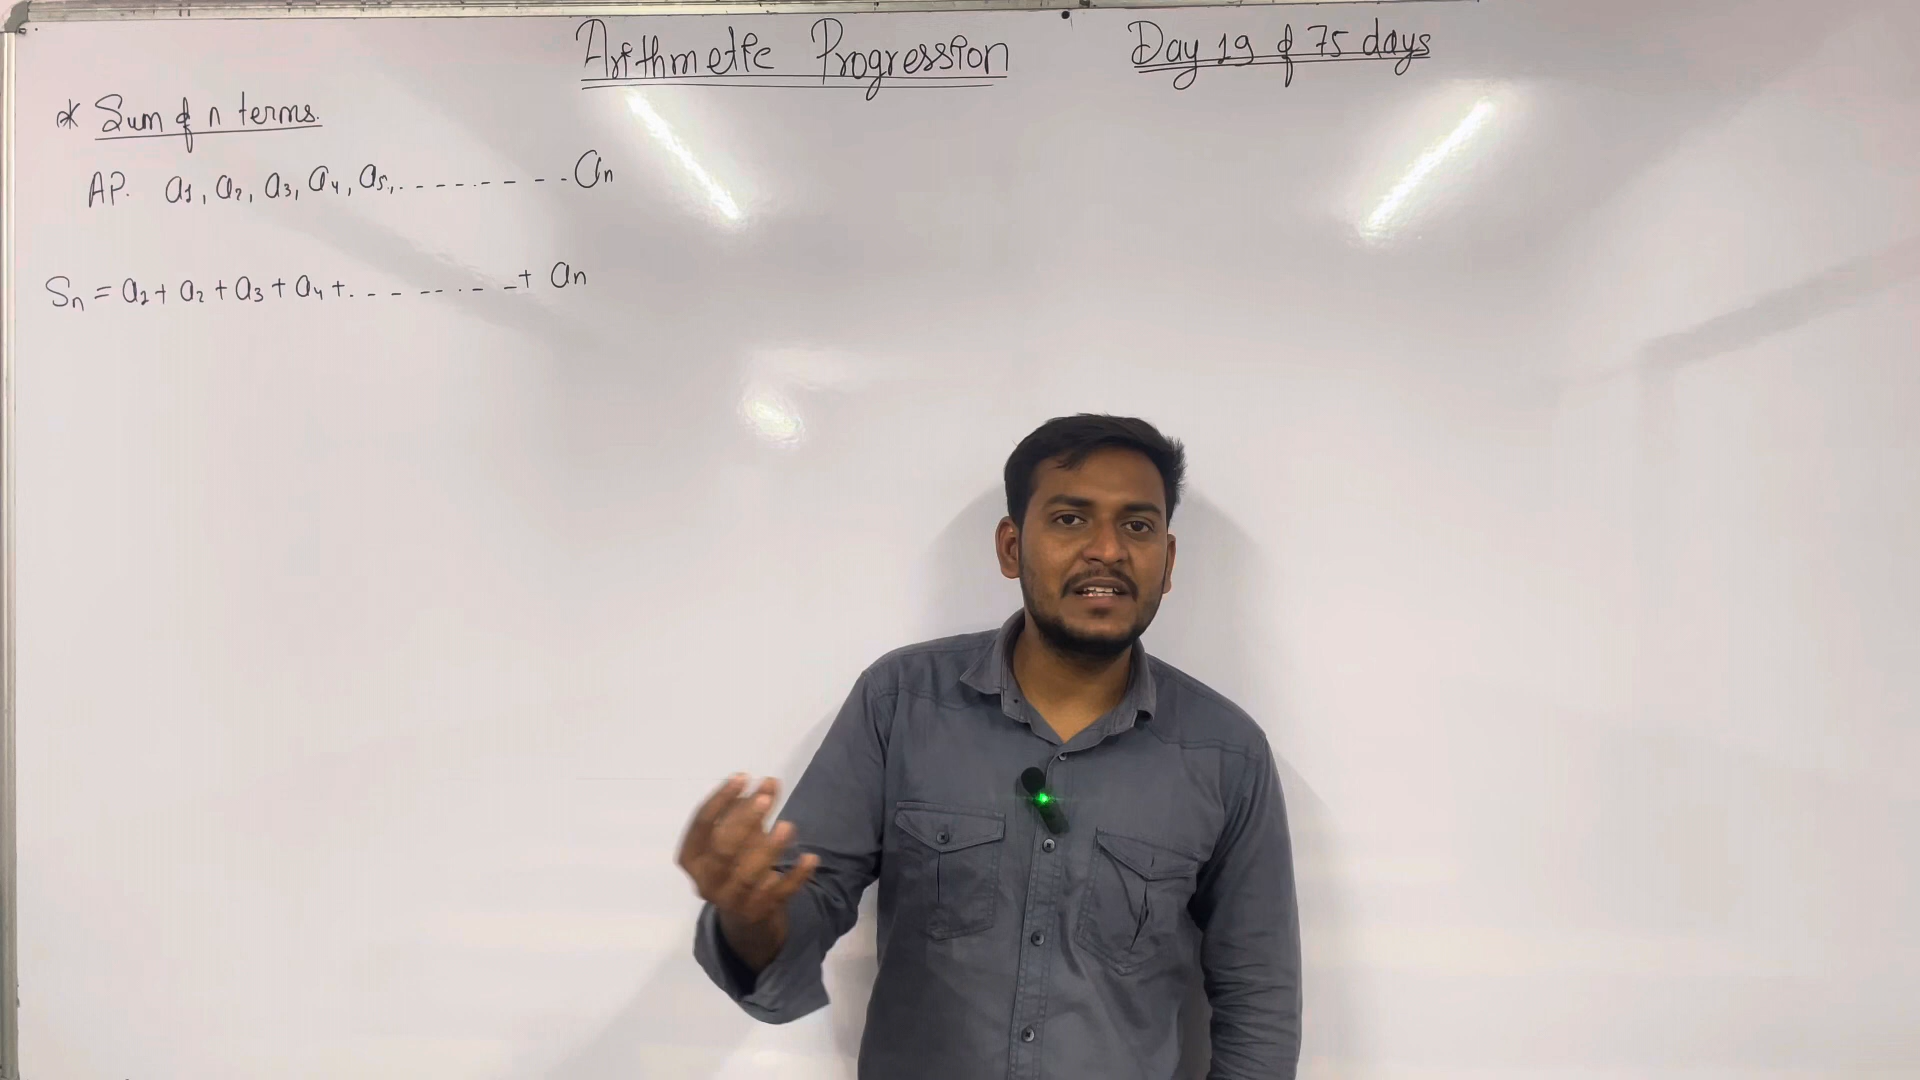 Arithmetic Progression
Day 19 of 75 days
* Sum of n terms.
AP. a₁, a₂, a₃, a₄, a₅, . - - - . - - - - . aₙ
Sₙ = a₁ + a₂ + a₃ + a₄ + . - - - - . - - + aₙ